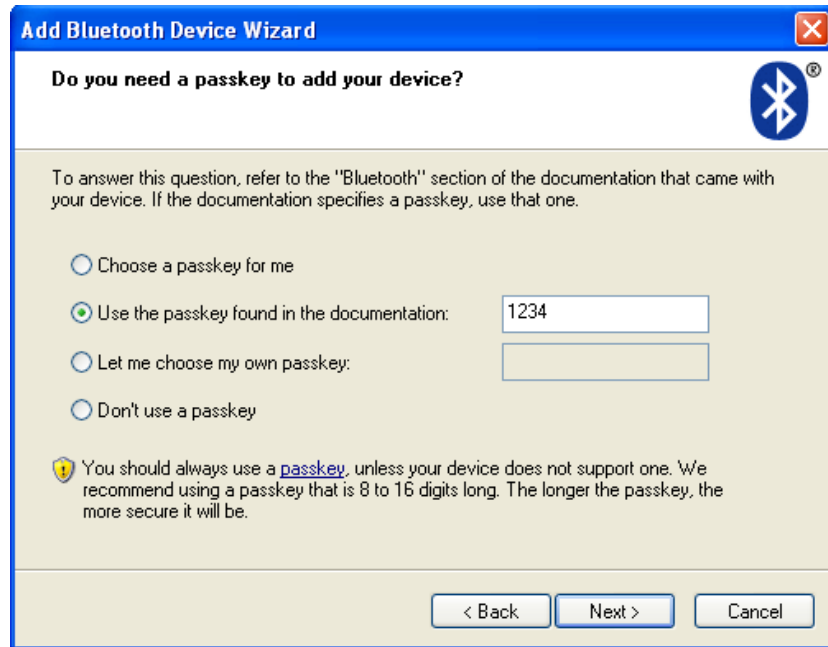 Add Bluetooth Device Wizard
Do you need a passkey to add your device?
®
To answer this question, refer to the "Bluetooth" section of the documentation that came with
your device. If the documentation specifies a passkey, use that one.
Choose a passkey for me
Use the passkey found in the documentation: 1234
Let me choose my own passkey:
Don't use a passkey
You should always use a passkey, unless your device does not support one. We
recommend using a passkey that is 8 to 16 digits long. The longer the passkey, the
more secure it will be.
< Back Next > Cancel